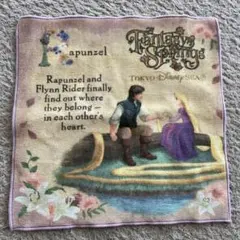 Rapunzel
Fantasy
Springs
TOKYO DISNEYSEA
Rapunzel and
Flynn Rider finally
find out where
they belong –
in each other's
heart.